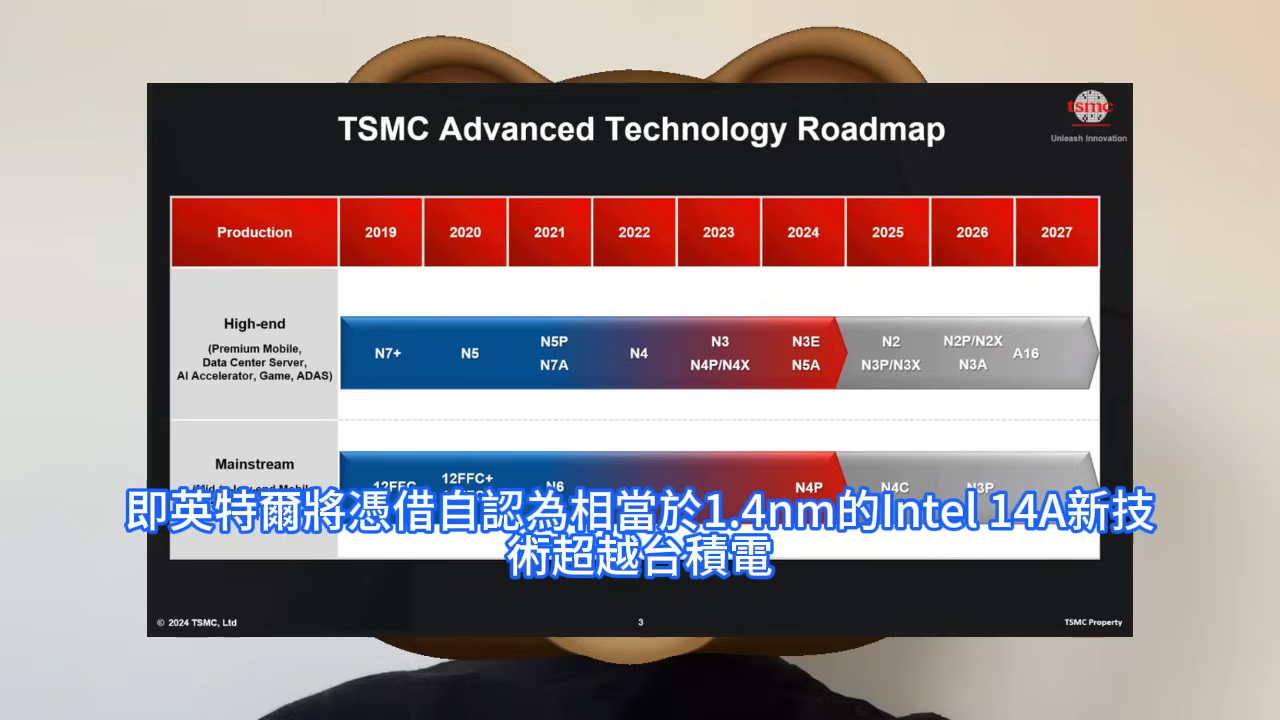 TSMC Advanced Technology Roadmap
tsmc
Unleash Innovation
Production 2019 2020 2021 2022 2023 2024 2025 2026 2027
High-end
(Premium Mobile,
Data Center Server,
AI Accelerator, Game, ADAS)
N7+ N5 N5P N7A N4 N3 N4P/N4X N3E N5A N2 N3P/N3X N2P/N2X N3A A16
Mainstream
12FFC 12FFC+ N6 N4P N4C N3P
即英特爾將憑借自認為相當於1.4nm的Intel 14A新技
術超越台積電
© 2024 TSMC, Ltd
3
TSMC Property